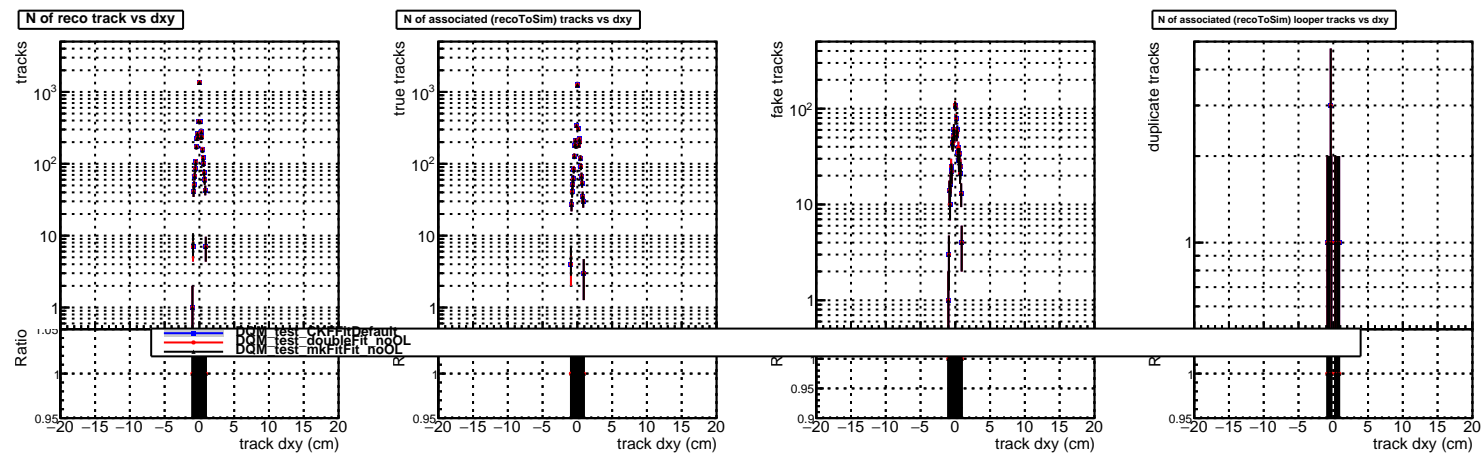 N of reco track vs dxy
N of associated (recoToSim) tracks vs dxy
N of associated (recoToSim) looper tracks vs dxy
tracks
10³
10²
10
1
true tracks
10³
10²
10
1
fake tracks
10²
10
1
duplicate tracks
1
DQM_test_CKFFitDefault
DQM_test_doubleFit_noOL
DQM_test_mkFitFit_noOL
Ratio
1.05
1
0.95
1
0.95
0.95
0.9
1
0.95
−20 −15 −10 −5 0 5 10 15 20
track dxy (cm)
−20 −15 −10 −5 0 5 10 15 20
track dxy (cm)
−20 −15 −10 −5 0 5 10 15 20
track dxy (cm)
−20 −15 −10 −5 0 5 10 15 20
track dxy (cm)